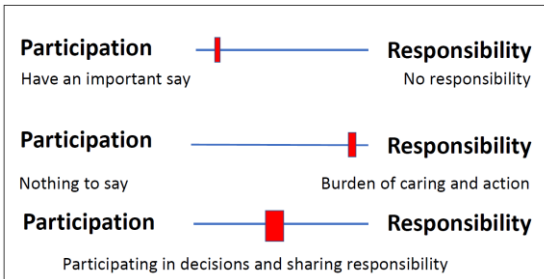 Participation Responsibility
Have an important say No responsibility
Participation Responsibility
Nothing to say Burden of caring and action
Participation Responsibility
Participating in decisions and sharing responsibility